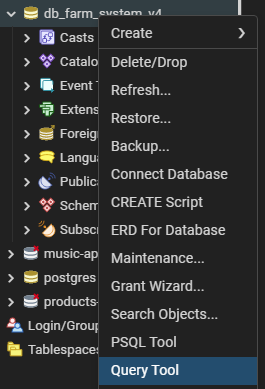 db_farm_system_v4
Casts
Catalo
Event T
Extens
Foreig
Langu
Publica
Schem
Subscr
music-ap
postgres
products-
Login/Group
Tablespaces
Create
Delete/Drop
Refresh...
Restore...
Backup...
Connect Database
CREATE Script
ERD For Database
Maintenance...
Grant Wizard...
Search Objects...
PSQL Tool
Query Tool